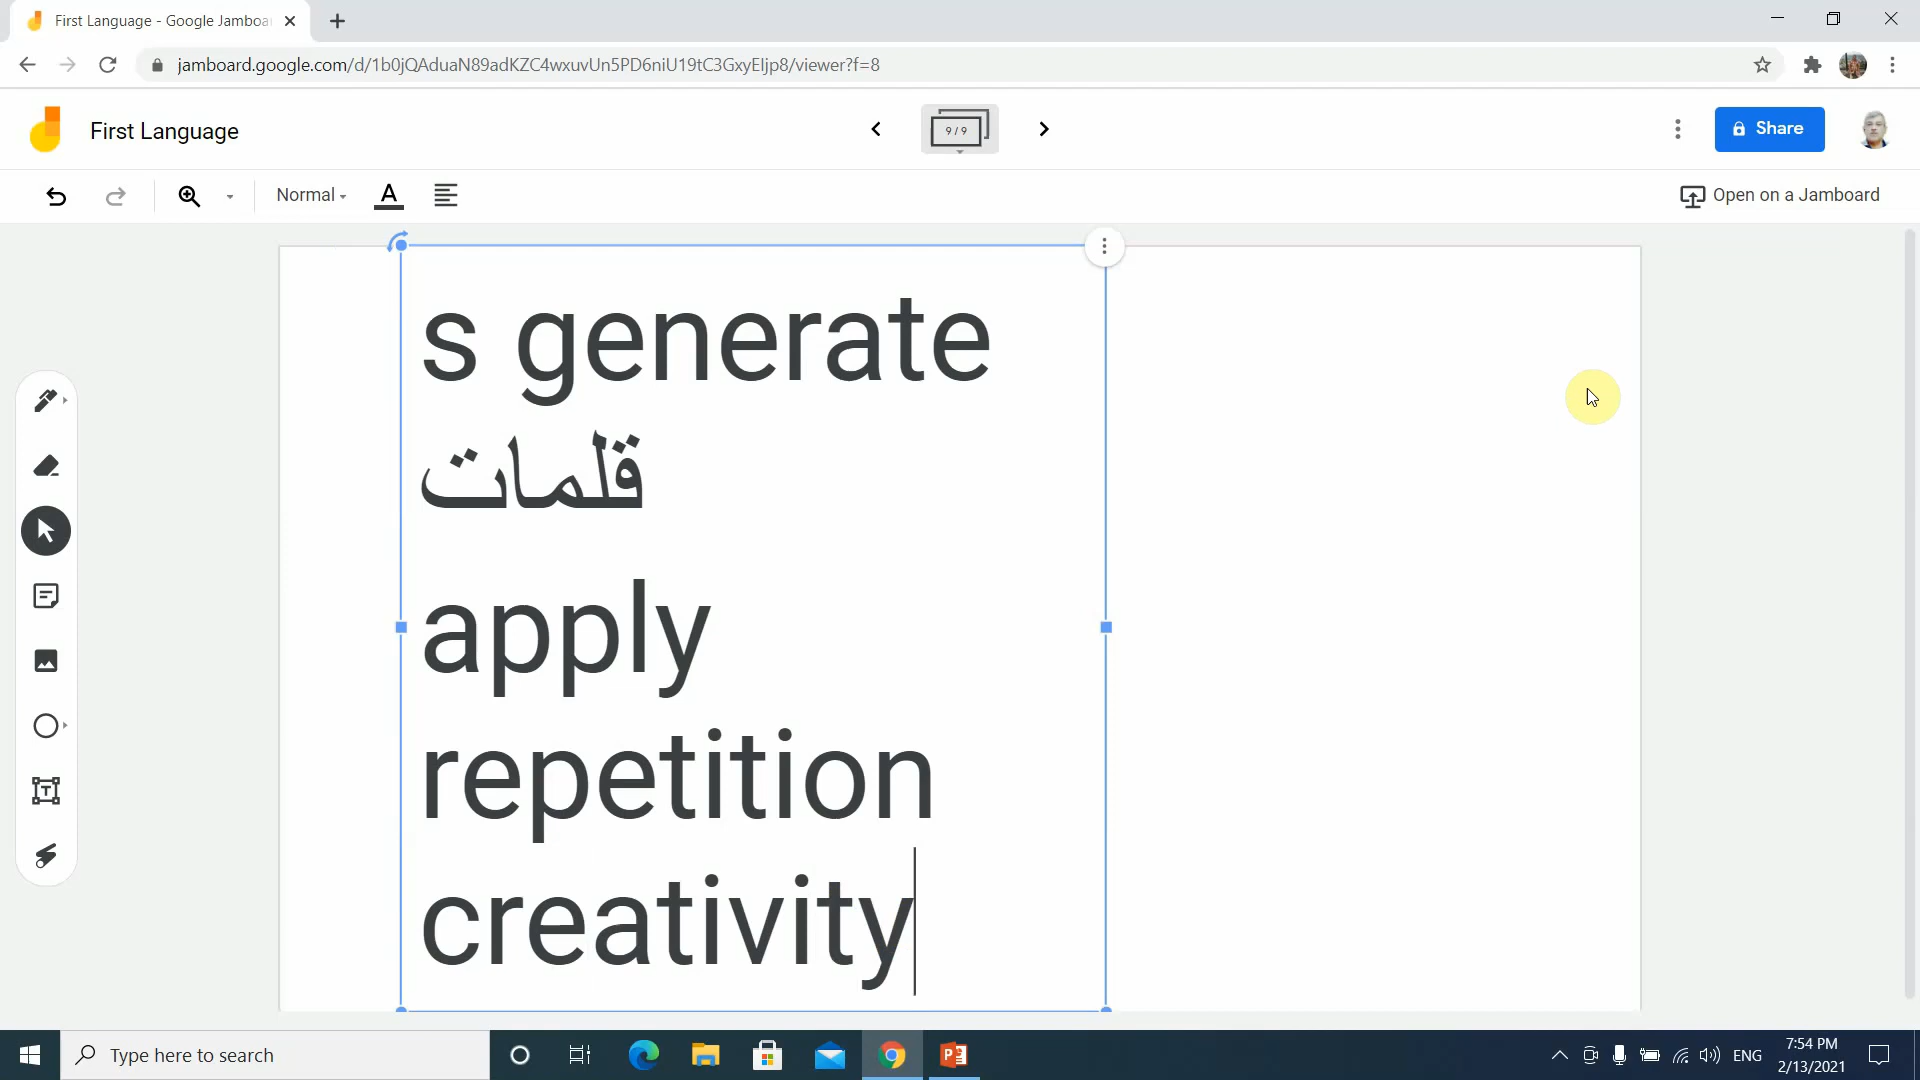 First Language - Google Jamboa
jamboard.google.com/d/1b0jQAduaN89adKZC4wxuvUn5PD6niU19tC3GxyEIjp8/viewer?f=8
First Language
9 / 9
Share
Normal
A
Open on a Jamboard
s generate
قلمات
apply
repetition
creativity
Type here to search
ENG
7:54 PM
2/13/2021